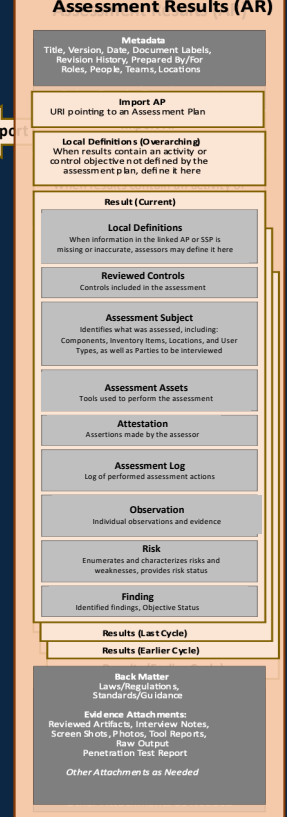 Assessment Results (AR)
Metadata
Title, Version, Date, Document Labels,
Revision History, Prepared By/For
Roles, People, Teams, Locations
Import AP
URI pointing to an Assessment Plan
port
Local Definitions (Overarching)
When results contain an activity or
control objective not defined by the
assessment plan, define it here
Result (Current)
Local Definitions
When information in the linked AP or SSP is
missing or inaccurate, assessors may define it here
Reviewed Controls
Controls included in the assessment
Assessment Subject
Identifies what was assessed, including:
Components, Inventory Items, Locations, and User
Types, as well as Parties to be interviewed
Assessment Assets
Tools used to perform the assessment
Attestation
Assertions made by the assessor
Assessment Log
Log of performed assessment actions
Observation
Individual observations and evidence
Risk
Enumerates and characterizes risks and
weaknesses, provides risk status
Finding
Identified findings, Objective Status
Results (Last Cycle)
Results (Earlier Cycle)
Back Matter
Laws/Regulations,
Standards/Guidance
Evidence Attachments:
Reviewed Artifacts, Interview Notes,
Screen Shots, Photos, Tool Reports,
Raw Output
Penetration Test Report
Other Attachments as Needed